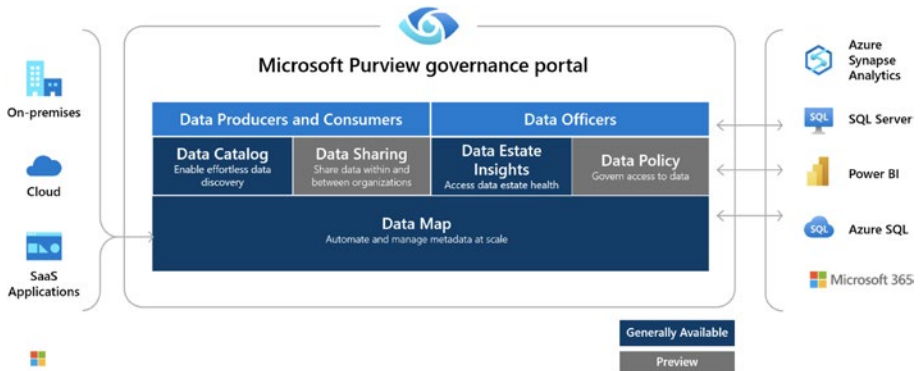 Microsoft Purview governance portal
On-premises
Cloud
SaaS
Applications
Data Producers and Consumers
Data Officers
Data Catalog
Enable effortless data
discovery
Data Sharing
Share data within and
between organizations
Data Estate
Insights
Access data estate health
Data Policy
Govern access to data
Data Map
Automate and manage metadata at scale
Azure
Synapse
Analytics
SQL
SQL Server
Power BI
SQL
Azure SQL
Microsoft 365
Generally Available
Preview